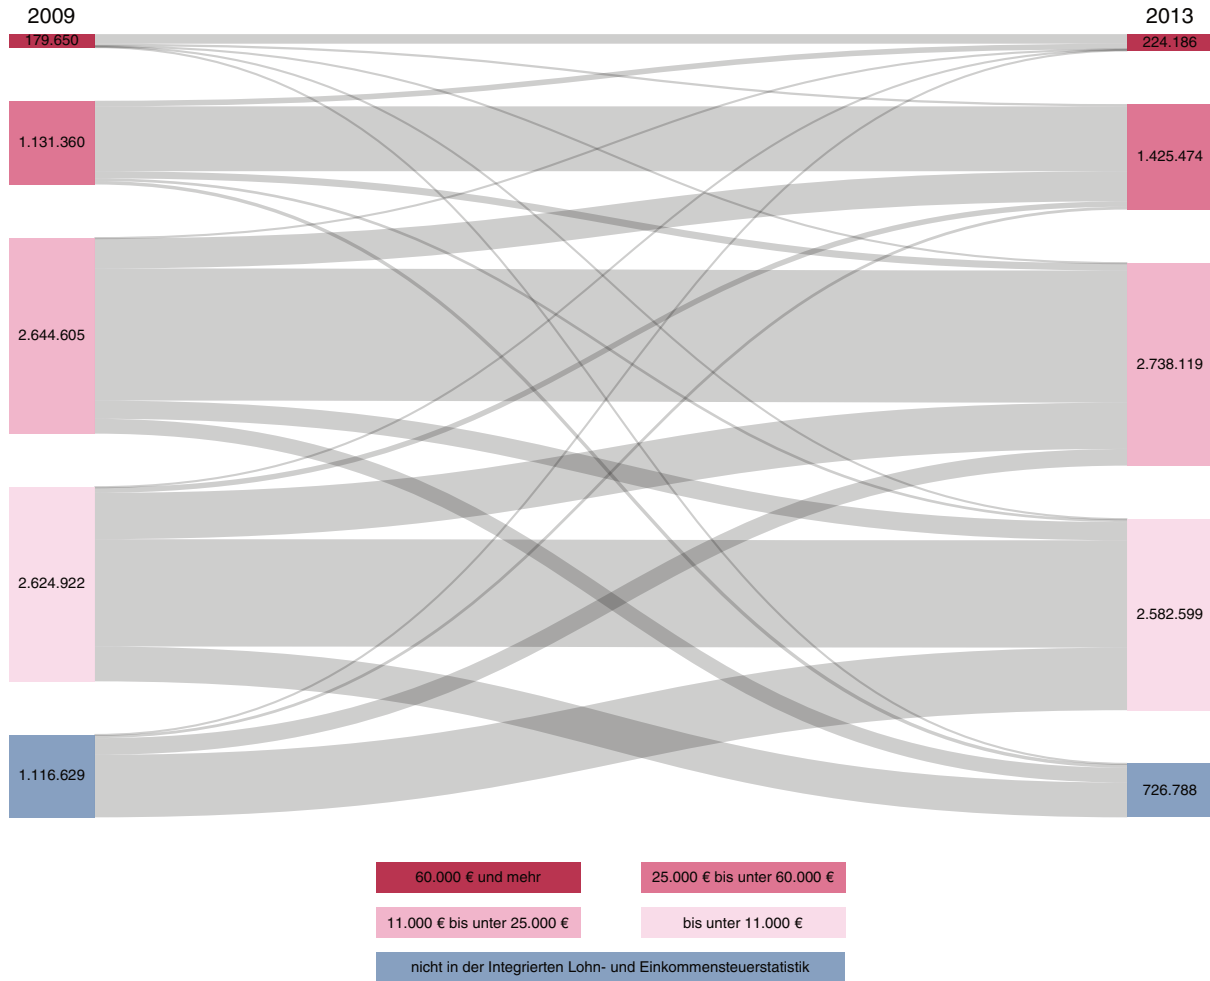 2009
2013
179.650
224.186
1.131.360
1.425.474
2.644.605
2.738.119
2.624.922
2.582.599
1.116.629
726.788
60.000 € und mehr
25.000 € bis unter 60.000 €
11.000 € bis unter 25.000 €
bis unter 11.000 €
nicht in der Integrierten Lohn- und Einkommensteuerstatistik